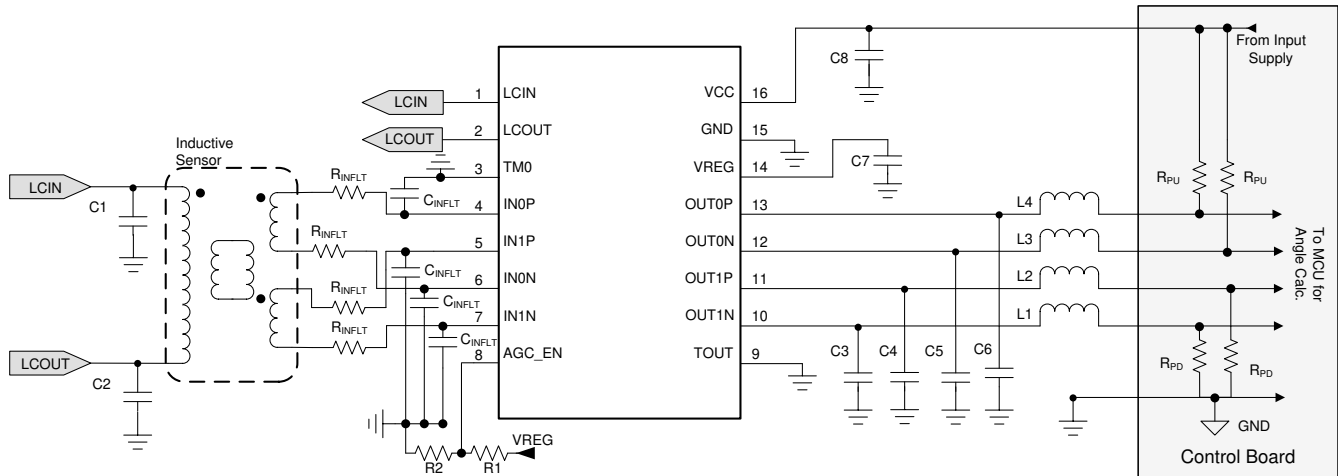 From Input
Supply
C8
LCIN
1
LCIN
VCC
16
LCOUT
2
LCOUT
GND
15
Inductive
Sensor
3
TM0
VREG
14
C7
RPU
RPU
LCIN
C1
RINFLT
CINFLT
4
IN0P
OUT0P
13
L4
RINFLT
5
IN1P
OUT0N
12
L3
To MCU for
Angle Calc.
CINFLT
RINFLT
6
IN0N
OUT1P
11
L2
CINFLT
RINFLT
7
IN1N
OUT1N
10
L1
CINFLT
LCOUT
C2
8
AGC_EN
TOUT
9
C3
C4
C5
C6
RPD
RPD
GND
VREG
R2
R1
Control Board